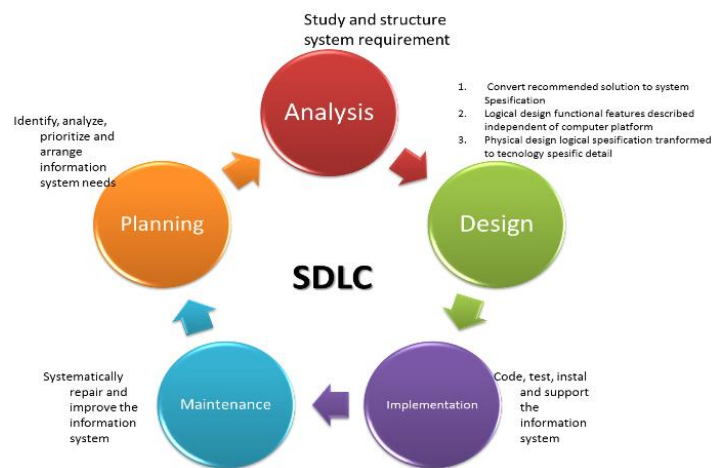 Study and structure
system requirement
Analysis
1. Convert recommended solution to system
Spesification
2. Logical design functional features described
independent of computer platform
3. Physical design logical spesification tranformed
to tecnology spesific detail
Identify, analyze,
prioritize and
arrange
information
system needs
Planning
Design
SDLC
Systematically
repair and
improve the
information
system
Maintenance
Implementation
Code, test, instal
and support
the
information
system